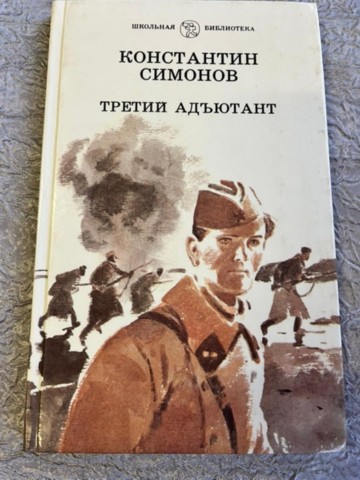 ШКОЛЬНАЯ БИБЛИОТЕКА
КОНСТАНТИН
СИМОНОВ
ТРЕТИЙ АДЪЮТАНТ